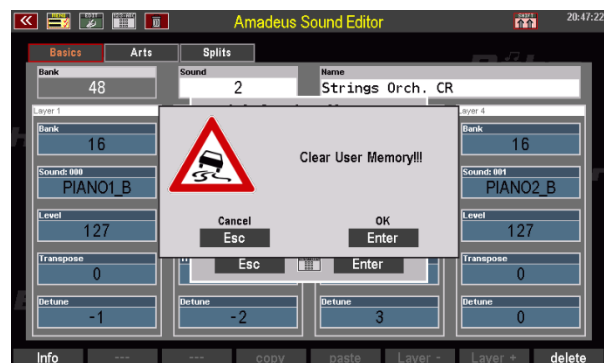 MENU
EDIT
Amadeus Sound Editor
20:47:22
Basics Arts Splits
Bank
48
Sound
2
Name
Strings Orch. CR
Layer 1
Layer 4
Bank
16
Bank
16
Sound: 000
PIANO1_B
Sound: 001
PIANO2_B
Level
127
Level
127
Transpose
0
Transpose
0
Detune
-1
Detune
-2
Detune
3
Detune
0
Clear User Memory!!!
Cancel
Esc
OK
Enter
Esc
Enter
Info --- --- copy paste Layer - Layer + delete